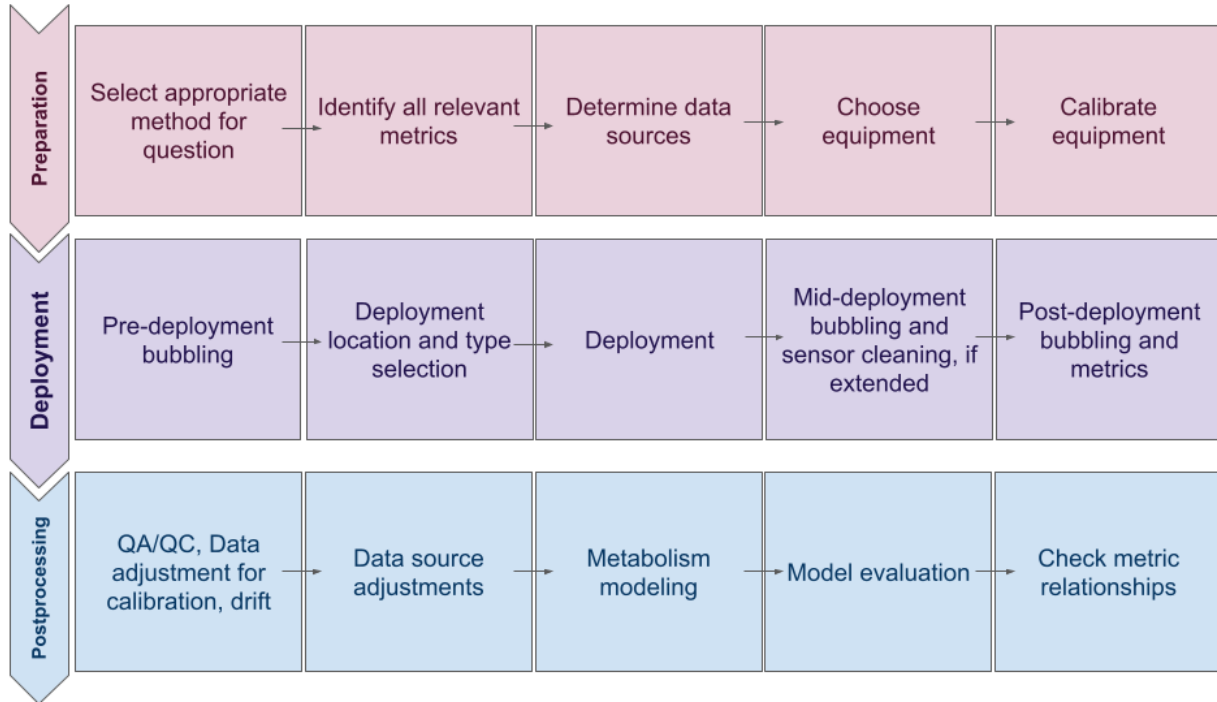 Preparation
Select appropriate
method for
question
Identify all relevant
metrics
Determine data
sources
Choose
equipment
Calibrate
equipment
Deployment
Pre-deployment
bubbling
Deployment
location and type
selection
Deployment
Mid-deployment
bubbling and
sensor cleaning, if
extended
Post-deployment
bubbling and
metrics
Postprocessing
QA/QC, Data
adjustment for
calibration, drift
Data source
adjustments
Metabolism
modeling
Model evaluation
Check metric
relationships